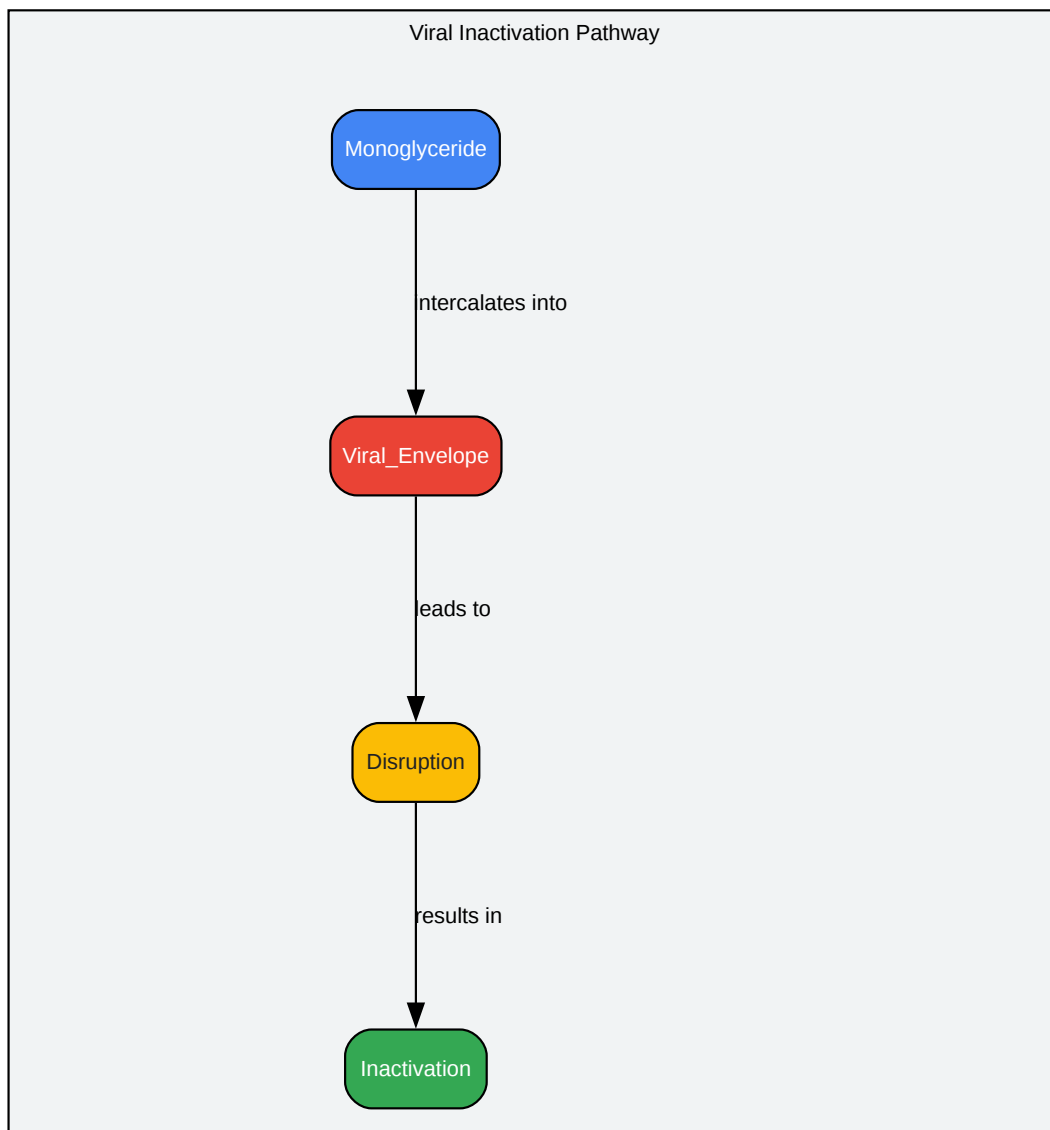 Viral Inactivation Pathway
Monoglyceride
intercalates into
Viral_Envelope
leads to
Disruption
results in
Inactivation